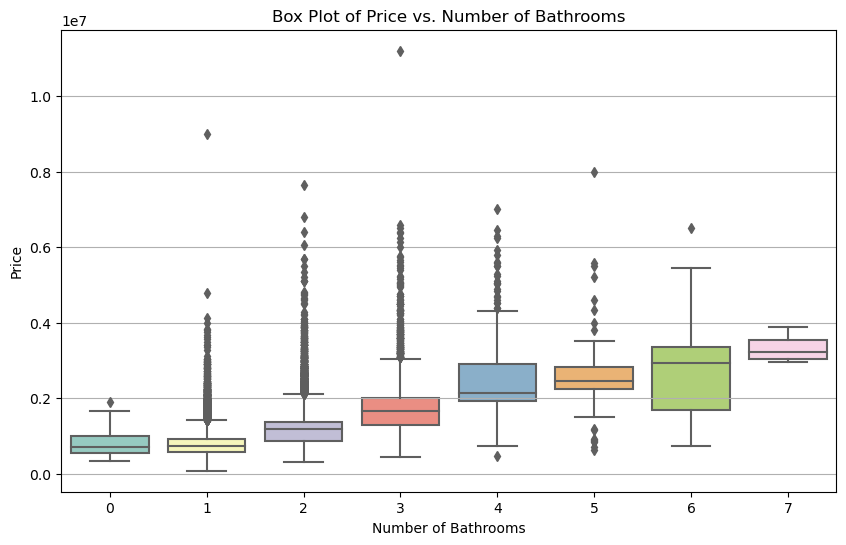 Box Plot of Price vs. Number of Bathrooms
1e7
1.0
0.8
0.6
0.4
0.2
0.0
Price
0 1 2 3 4 5 6 7
Number of Bathrooms